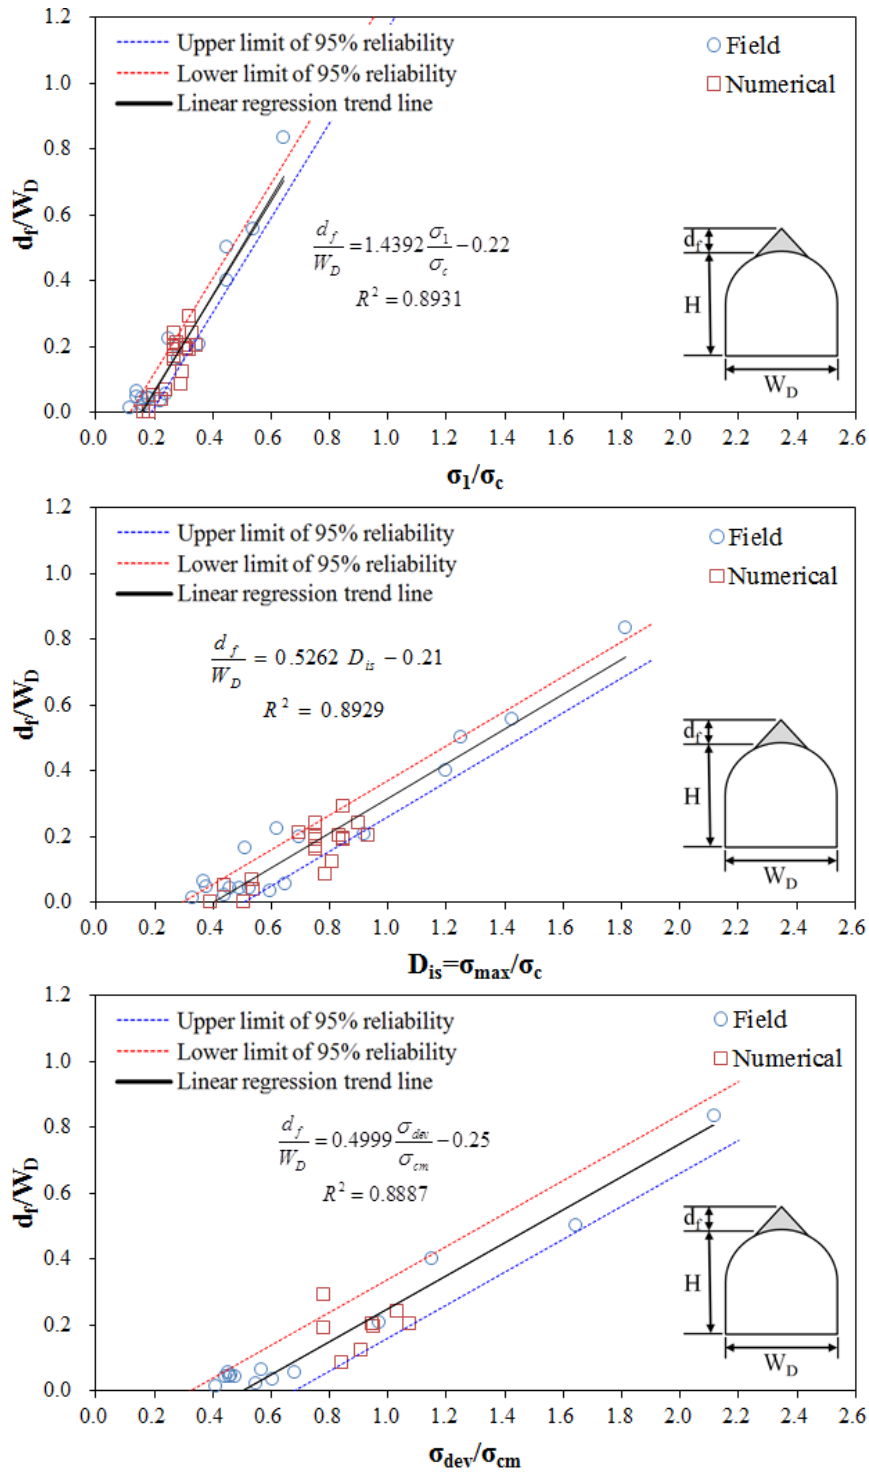 1.2
Upper limit of 95% reliability
Lower limit of 95% reliability
Linear regression trend line
Field
Numerical
1.0
0.8
0.6
0.4
0.2
0.0
d_f/W_D
d_f/W_D = 1.4392 σ_1/σ_c − 0.22
R² = 0.8931
d_f
H
W_D
0.0 0.2 0.4 0.6 0.8 1.0 1.2 1.4 1.6 1.8 2.0 2.2 2.4 2.6
σ_1/σ_c
1.2
Upper limit of 95% reliability
Lower limit of 95% reliability
Linear regression trend line
Field
Numerical
1.0
0.8
0.6
0.4
0.2
0.0
d_f/W_D
d_f/W_D = 0.5262 D_is − 0.21
R² = 0.8929
d_f
H
W_D
0.0 0.2 0.4 0.6 0.8 1.0 1.2 1.4 1.6 1.8 2.0 2.2 2.4 2.6
D_is=σ_max/σ_c
1.2
Upper limit of 95% reliability
Lower limit of 95% reliability
Linear regression trend line
Field
Numerical
1.0
0.8
0.6
0.4
0.2
0.0
d_f/W_D
d_f/W_D = 0.4999 σ_dev/σ_cm − 0.25
R² = 0.8887
d_f
H
W_D
0.0 0.2 0.4 0.6 0.8 1.0 1.2 1.4 1.6 1.8 2.0 2.2 2.4 2.6
σ_dev/σ_cm